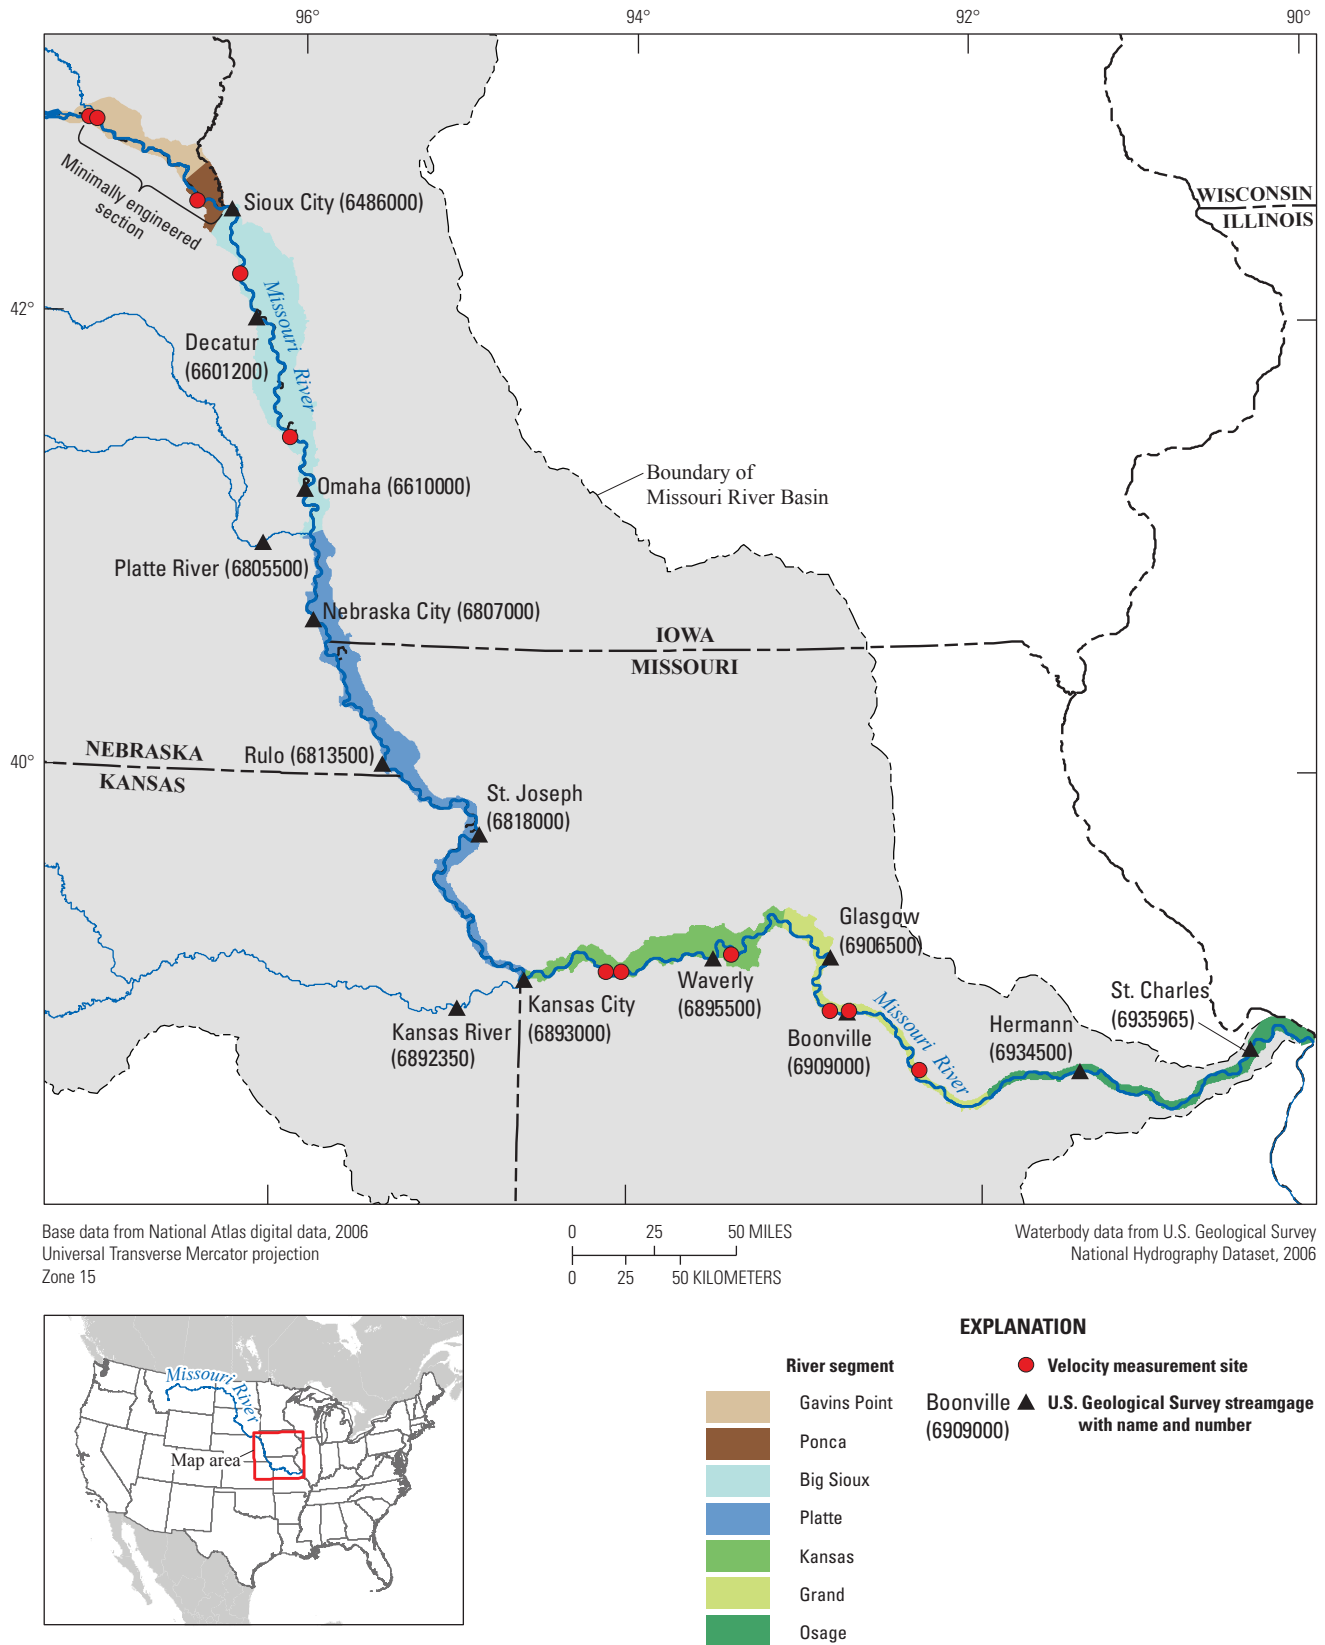 96°
94°
92°
90°
42°
40°
Minimally engineered
section
Sioux City (6486000)
WISCONSIN
ILLINOIS
Missouri River
Decatur
(6601200)
Omaha (6610000)
Boundary of
Missouri River Basin
Platte River (6805500)
Nebraska City (6807000)
IOWA
MISSOURI
NEBRASKA
KANSAS
Rulo (6813500)
St. Joseph
(6818000)
Glasgow
(6906500)
Waverly
(6895500)
Kansas City
(6893000)
Kansas River
(6892350)
Boonville
(6909000)
Missouri River
Hermann
(6934500)
St. Charles
(6935965)
Base data from National Atlas digital data, 2006
Universal Transverse Mercator projection
Zone 15
0 25 50 MILES
0 25 50 KILOMETERS
Waterbody data from U.S. Geological Survey
National Hydrography Dataset, 2006
Missouri River
Map area
EXPLANATION
River segment
Gavins Point
Ponca
Big Sioux
Platte
Kansas
Grand
Osage
Velocity measurement site
Boonville
(6909000)
U.S. Geological Survey streamgage
with name and number